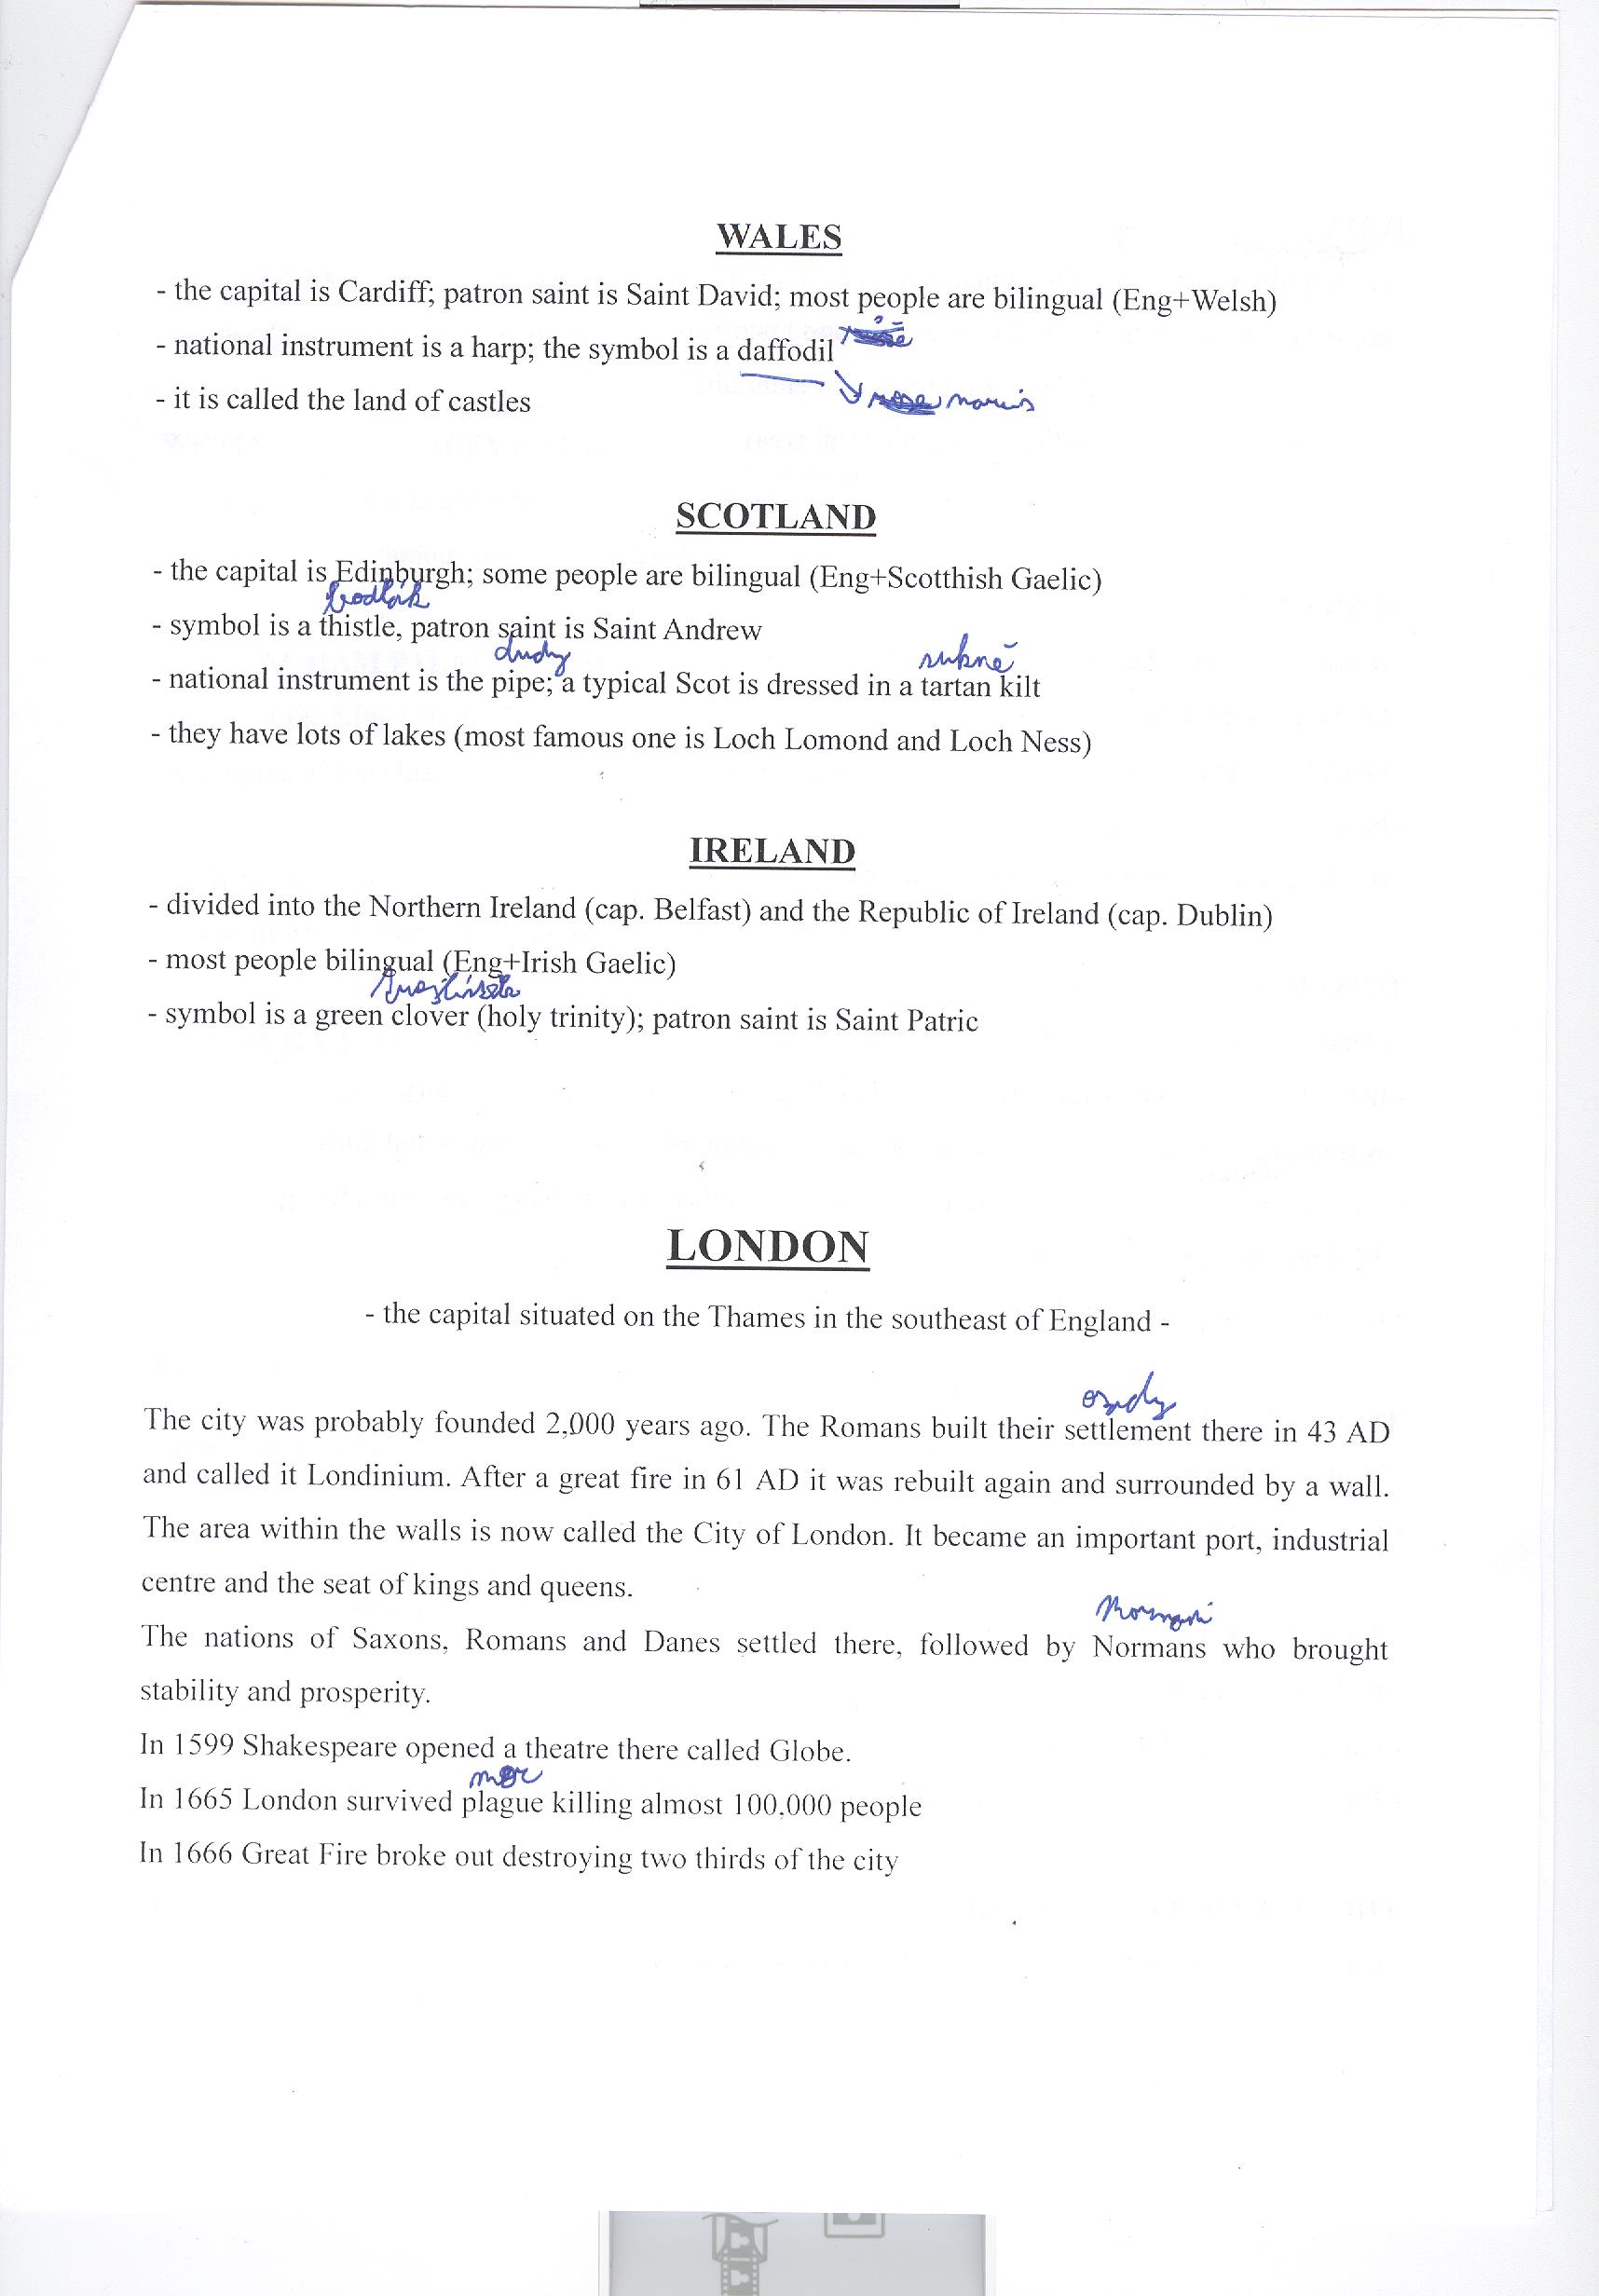 WALES
- the capital is Cardiff; patron saint is Saint David; most people are bilingual (Eng+Welsh)
- national instrument is a harp; the symbol is a daffodil
- it is called the land of castles
narcis
SCOTLAND
- the capital is Edinburgh; some people are bilingual (Eng+Scotthish Gaelic)
bodlák
- symbol is a thistle, patron saint is Saint Andrew
dudy sukně
- national instrument is the pipe; a typical Scot is dressed in a tartan kilt
- they have lots of lakes (most famous one is Loch Lomond and Loch Ness)
IRELAND
- divided into the Northern Ireland (cap. Belfast) and the Republic of Ireland (cap. Dublin)
- most people bilingual (Eng+Irish Gaelic)
- symbol is a green clover (holy trinity); patron saint is Saint Patric
LONDON
- the capital situated on the Thames in the southeast of England -
osady
The city was probably founded 2,000 years ago. The Romans built their settlement there in 43 AD
and called it Londinium. After a great fire in 61 AD it was rebuilt again and surrounded by a wall.
The area within the walls is now called the City of London. It became an important port, industrial
centre and the seat of kings and queens.
Normani
The nations of Saxons, Romans and Danes settled there, followed by Normans who brought
stability and prosperity.
In 1599 Shakespeare opened a theatre there called Globe.
mor
In 1665 London survived plague killing almost 100,000 people
In 1666 Great Fire broke out destroying two thirds of the city